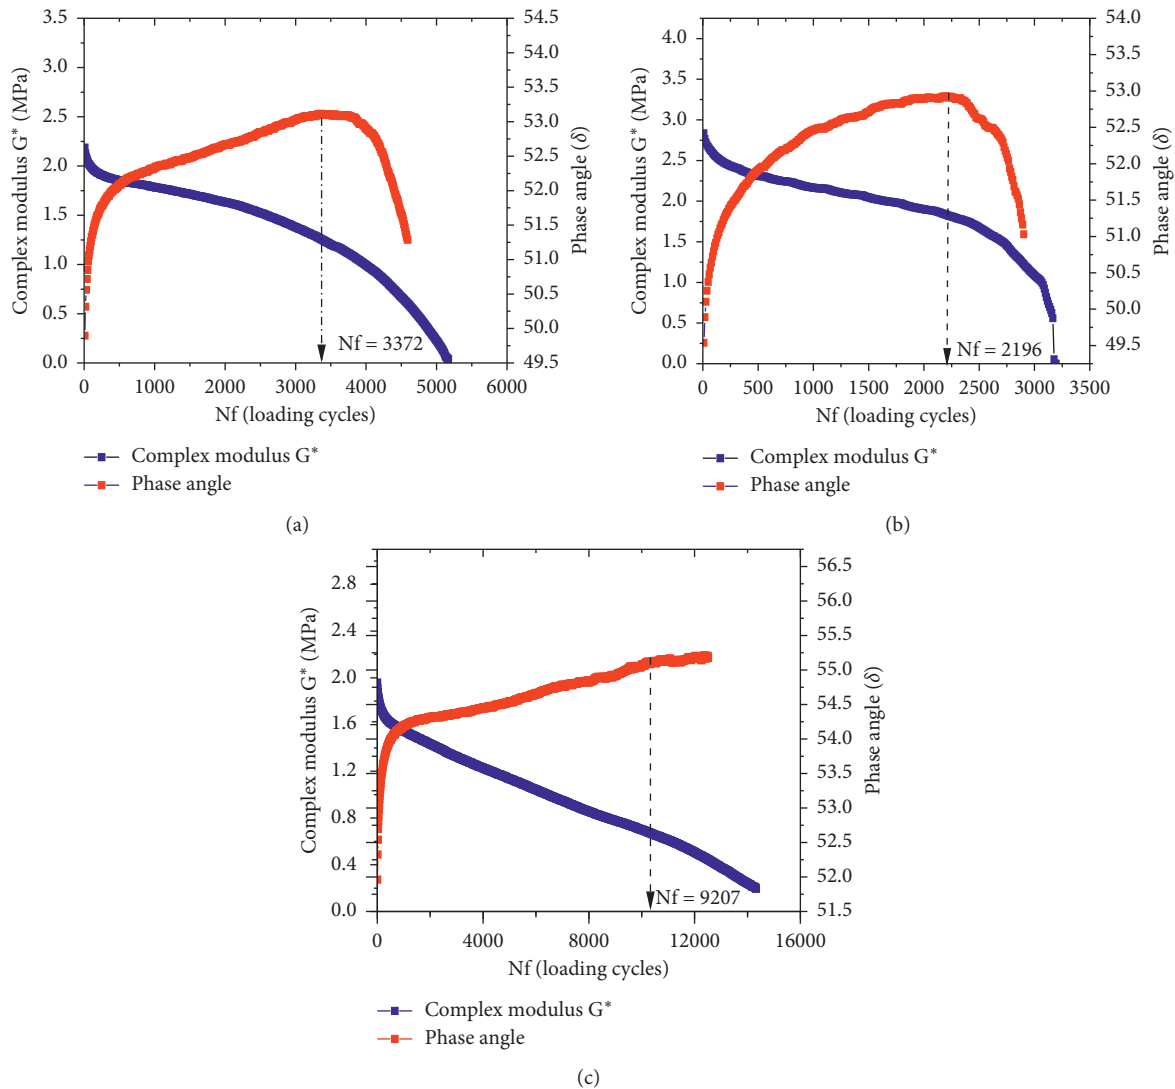 Complex modulus G* (MPa)
3.5
3.0
2.5
2.0
1.5
1.0
0.5
0.0
54.5
54.0
53.5
53.0
52.5
52.0
51.5
51.0
50.5
50.0
49.5
Phase angle (δ)
Nf = 3372
0 1000 2000 3000 4000 5000 6000
Nf (loading cycles)
Complex modulus G*
Phase angle
(a)
Complex modulus G* (MPa)
4.0
3.5
3.0
2.5
2.0
1.5
1.0
0.5
0.0
54.0
53.5
53.0
52.5
52.0
51.5
51.0
50.5
50.0
49.5
Phase angle (δ)
Nf = 2196
0 500 1000 1500 2000 2500 3000 3500
Nf (loading cycles)
Complex modulus G*
Phase angle
(b)
Complex modulus G* (MPa)
2.8
2.4
2.0
1.6
1.2
0.8
0.4
0.0
56.5
56.0
55.5
55.0
54.5
54.0
53.5
53.0
52.5
52.0
51.5
Phase angle (δ)
Nf = 9207
0 4000 8000 12000 16000
Nf (loading cycles)
Complex modulus G*
Phase angle
(c)